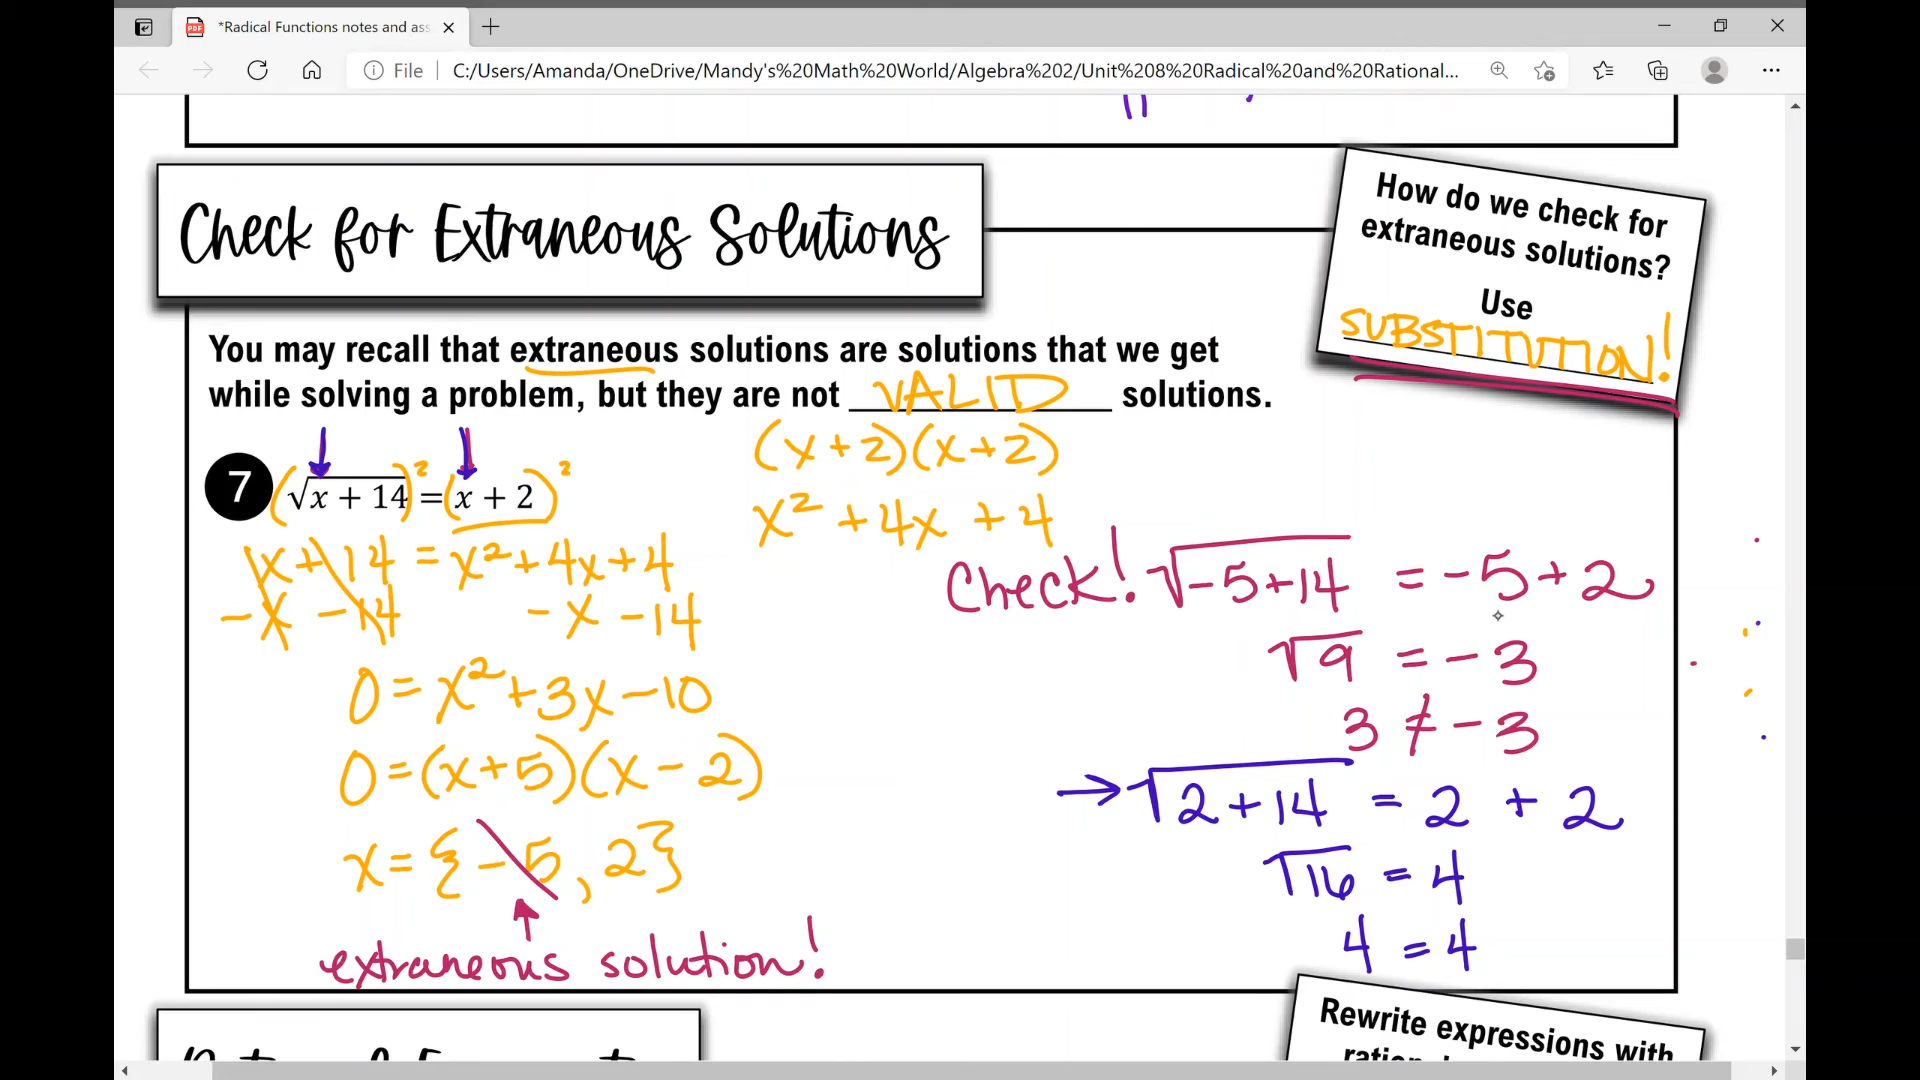 *Radical Functions notes and ass
File C:/Users/Amanda/OneDrive/Mandy's%20Math%20World/Algebra%202/Unit%208%20Radical%20and%20Rational...
Check for Extraneous Solutions
How do we check for
extraneous solutions?
Use
SUBSTITUTION!
You may recall that extraneous solutions are solutions that we get
while solving a problem, but they are not VALID solutions.
(x+2)(x+2)
7 (√x + 14)² = (x + 2)²
x² + 4x + 4
x + 14 = x² + 4x + 4
-x -14 -x -14
Check! √-5+14 = -5+2
√9 = -3
0 = x² + 3x - 10
3 ≠ -3
0 = (x+5)(x-2)
→ √2+14 = 2 + 2
x = {-5, 2}
√16 = 4
4 = 4
extraneous solution!
Rewrite expressions with